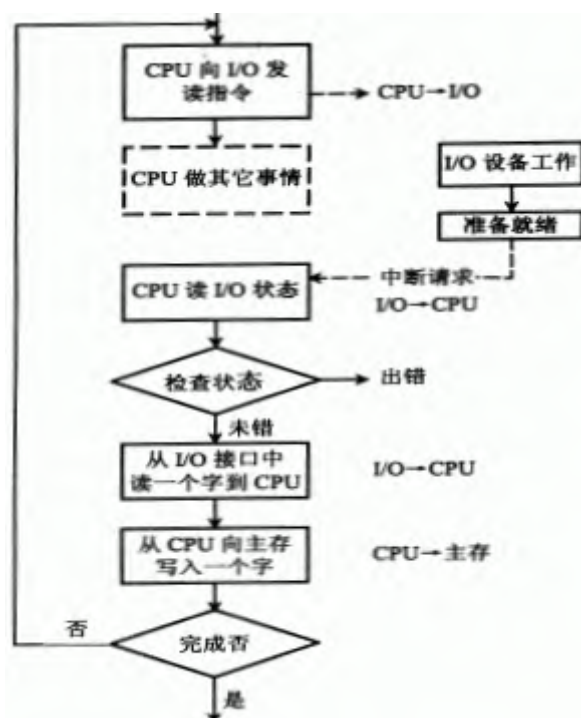 CPU 向 I/O 发
读指令
CPU→I/O
CPU 做其它事情
I/O 设备工作
准备就绪
中断请求
CPU 读 I/O 状态
I/O→CPU
检查状态
出错
未错
从 I/O 接口中
读一个字到 CPU
I/O→CPU
从 CPU 向主存
写入一个字
CPU→主存
否
完成否
是